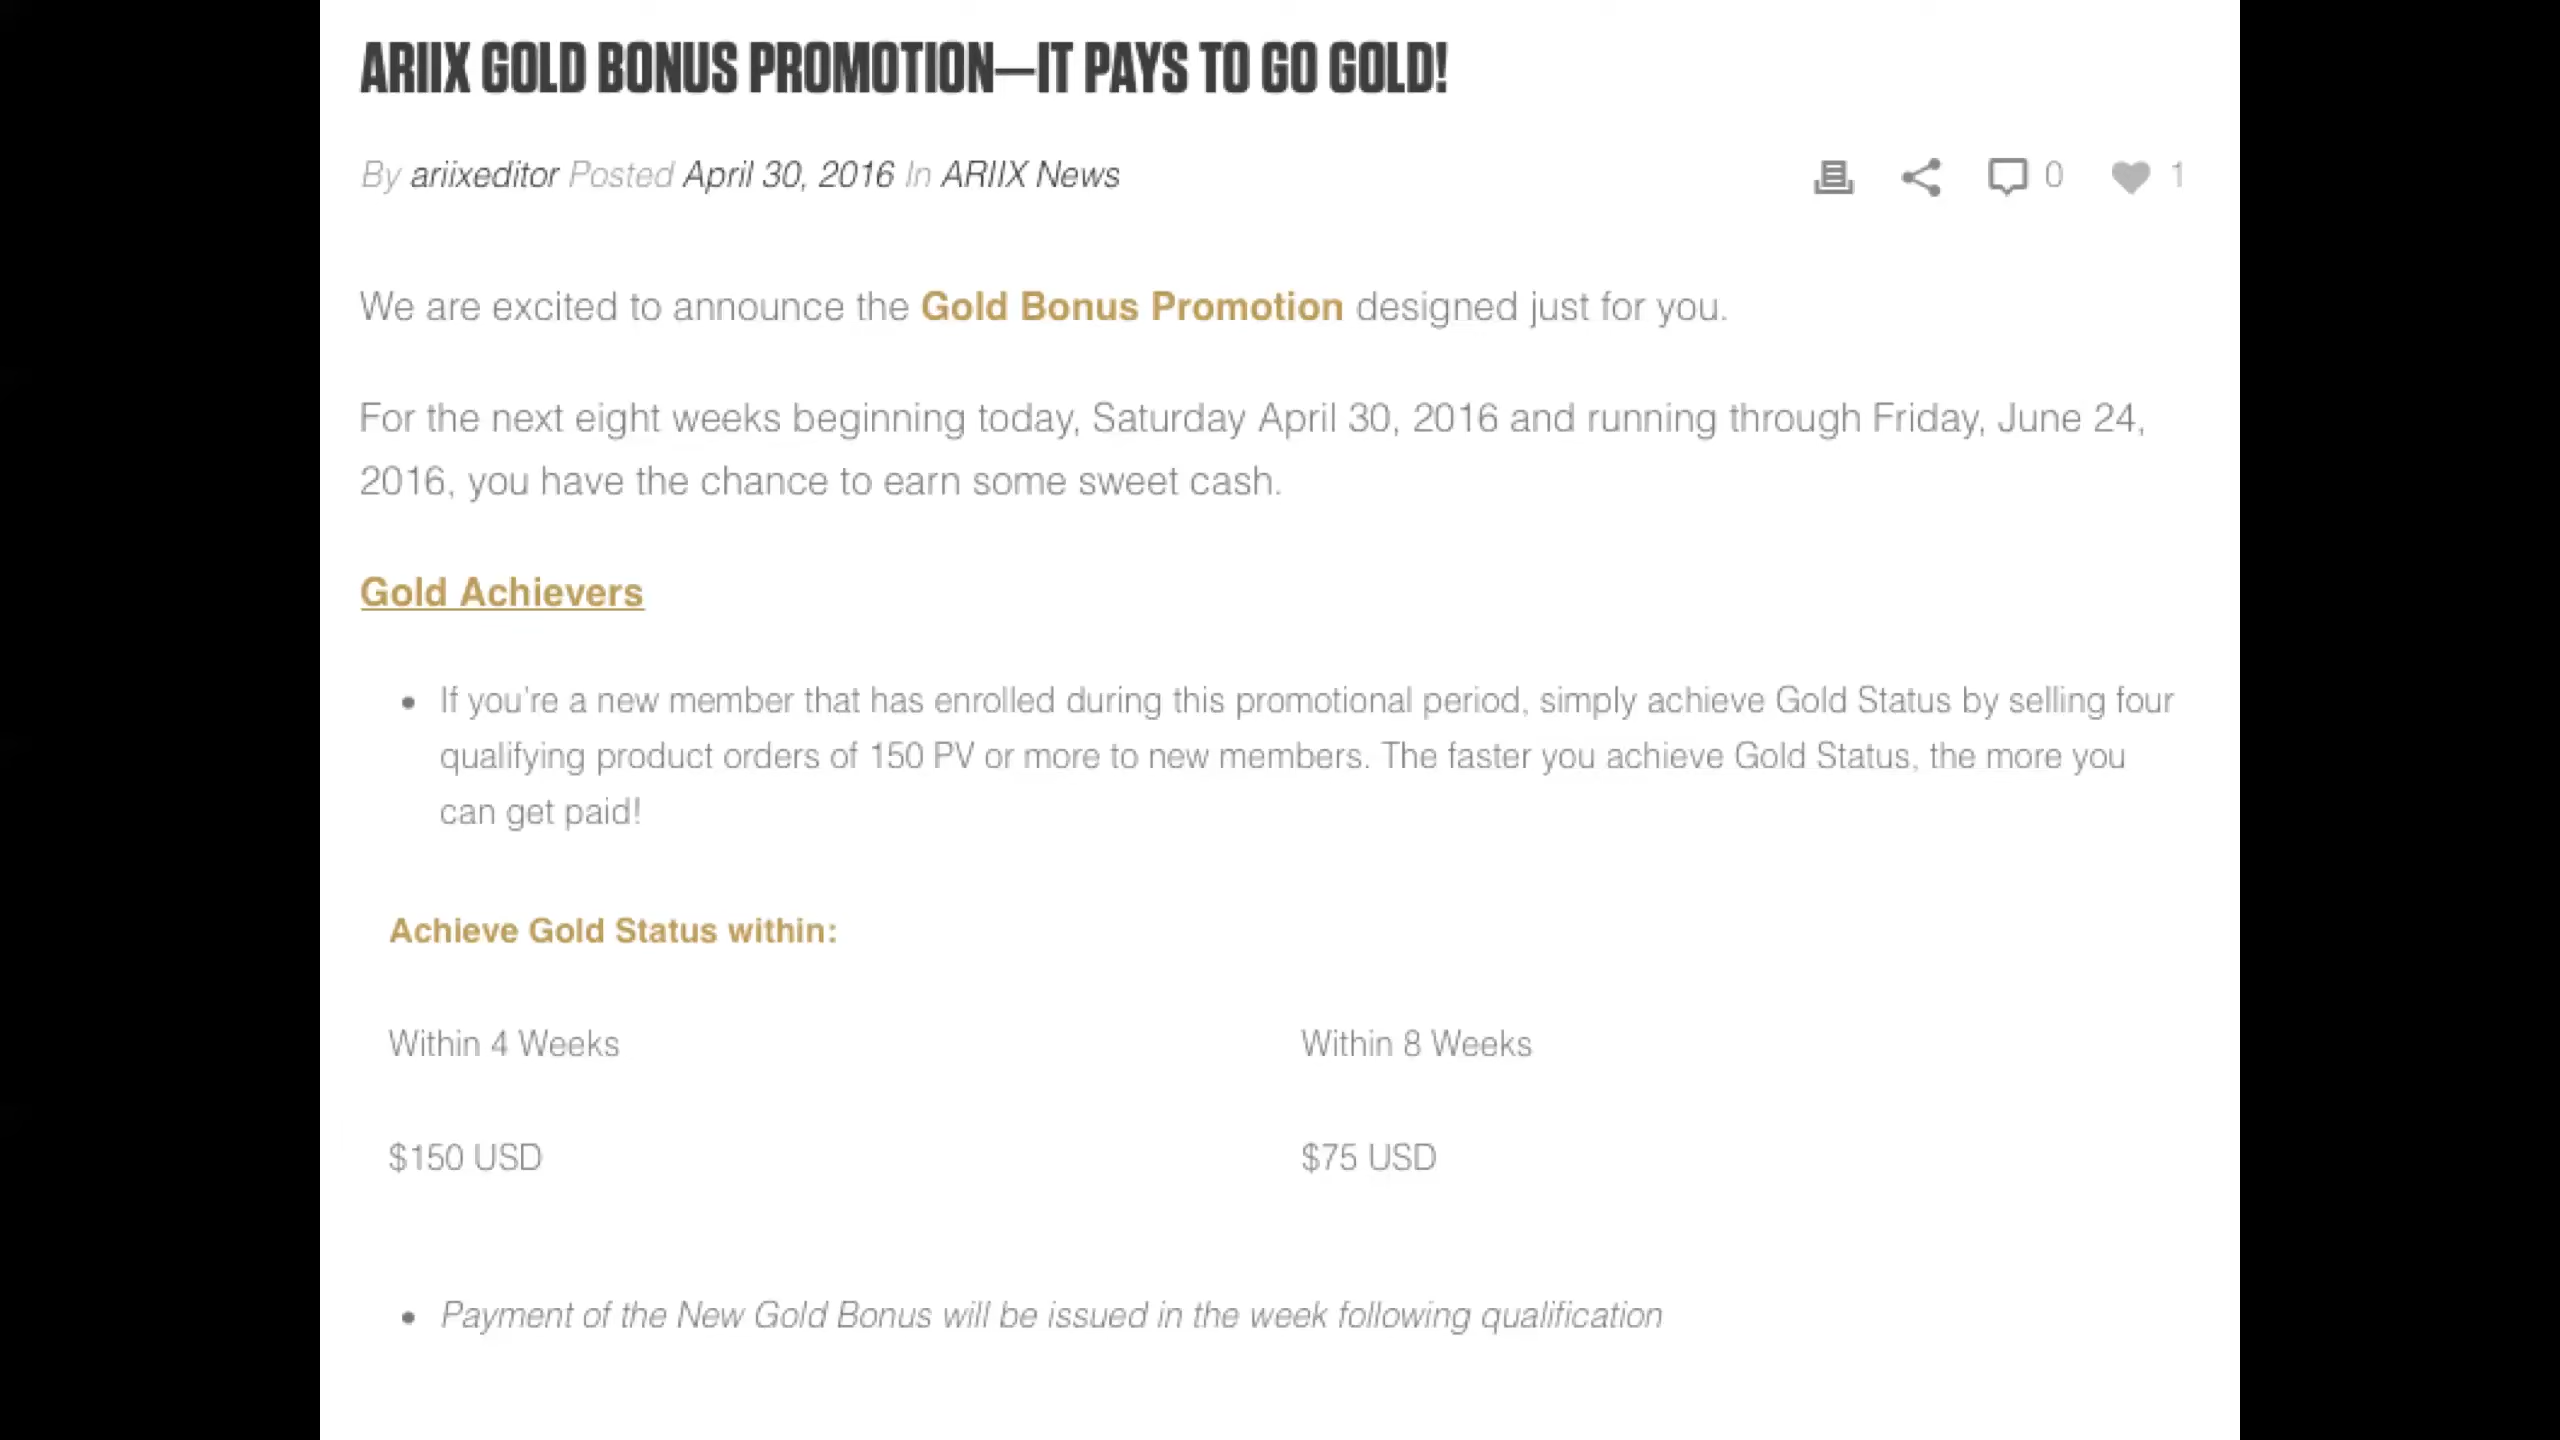 ARIIX GOLD BONUS PROMOTION—IT PAYS TO GO GOLD!
By ariixeditor Posted April 30, 2016 In ARIIX News
0
1
We are excited to announce the Gold Bonus Promotion designed just for you.
For the next eight weeks beginning today, Saturday April 30, 2016 and running through Friday, June 24,
2016, you have the chance to earn some sweet cash.
Gold Achievers
• If you're a new member that has enrolled during this promotional period, simply achieve Gold Status by selling four
qualifying product orders of 150 PV or more to new members. The faster you achieve Gold Status, the more you
can get paid!
Achieve Gold Status within:
Within 4 Weeks
Within 8 Weeks
$150 USD
$75 USD
• Payment of the New Gold Bonus will be issued in the week following qualification